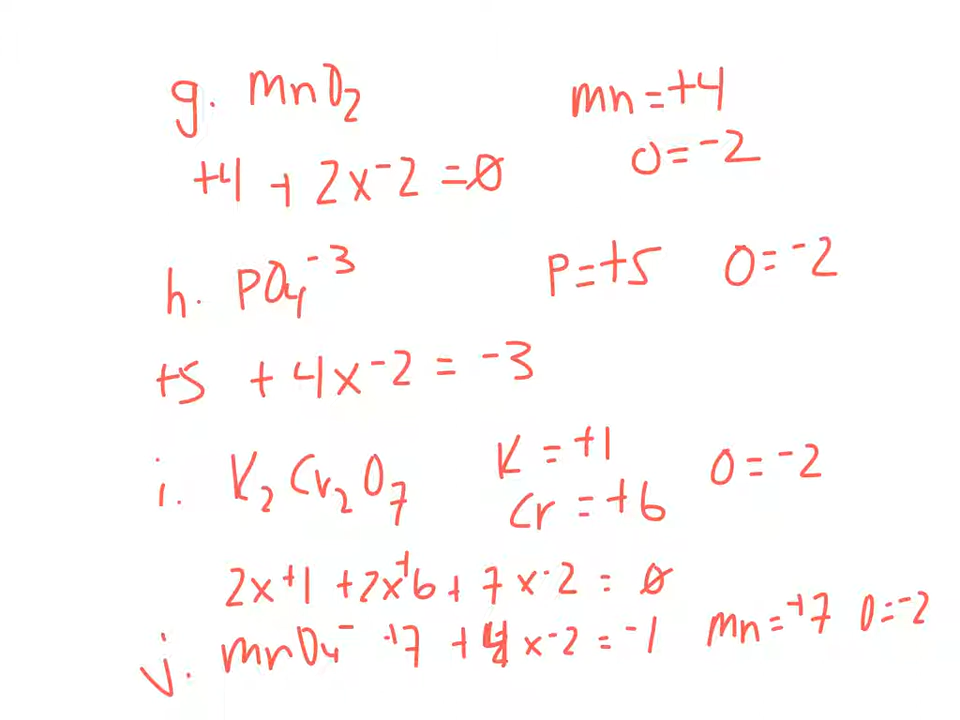 g. MnO₂ mn = +4
+4 + 2x⁻2 = 0 O = ⁻2
h. PO₄⁻³ P = +5 O = ⁻2
+5 + 4x⁻2 = ⁻3
i. K₂Cr₂O₇ K = +1 O = ⁻2
Cr = +6
2x⁺1 + 2x⁺6 + 7x⁻2 = 0
j. mnO₄⁻ +7 + 4x⁻2 = ⁻1 mn = +7 O = ⁻2